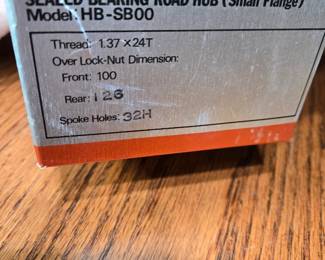 SEALED BEARING ROAD HUB (Small Flange)
Model: HB-SB00
Thread: 1.37 x 24T
Over Lock-Nut Dimension:
Front: 100
Rear: 126
Spoke Holes: 32H